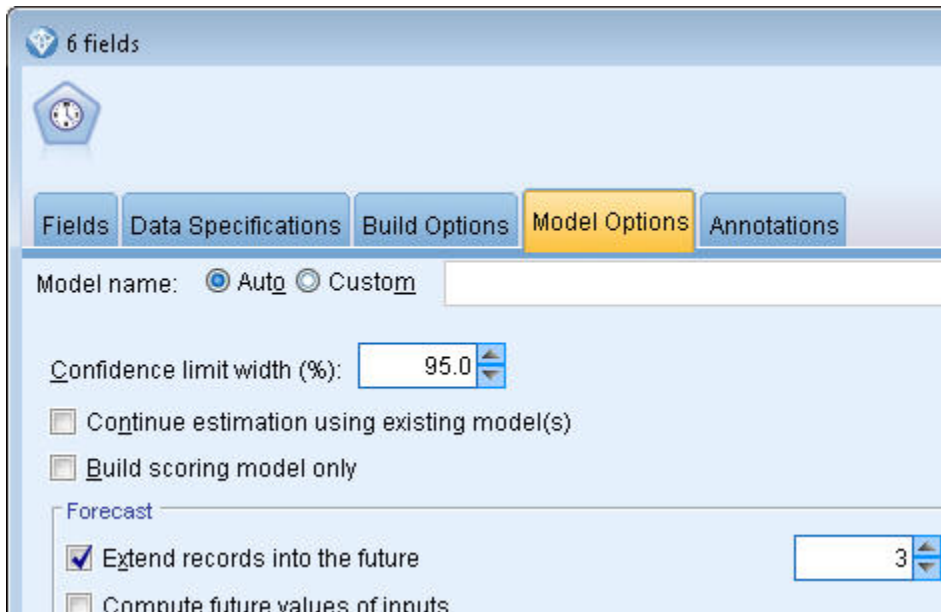 6 fields
Fields Data Specifications Build Options Model Options Annotations
Model name: Auto Custom
Confidence limit width (%): 95.0
Continue estimation using existing model(s)
Build scoring model only
Forecast
Extend records into the future 3
Compute future values of inputs